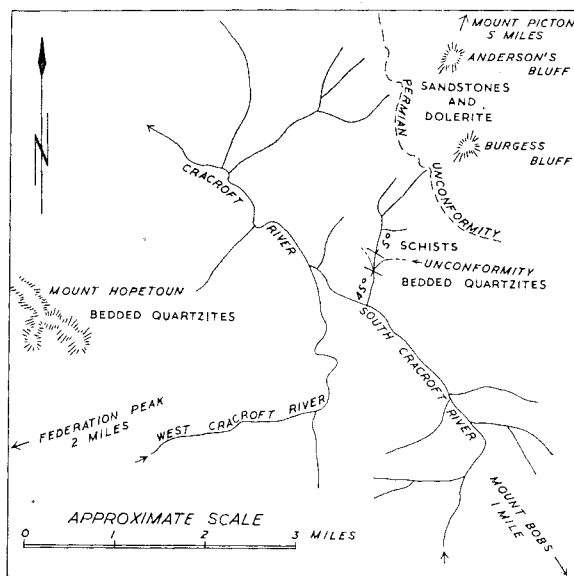 MOUNT PICTON
5 MILES
ANDERSON'S
BLUFF
SANDSTONES
AND
DOLERITE
PERMIAN
UNCONFORMITY
BURGESS
BLUFF
N
CRACROFT
RIVER
5°
SCHISTS
UNCONFORMITY
45°
BEDDED QUARTZITES
MOUNT HOPETOUN
BEDDED QUARTZITES
SOUTH CRACROFT RIVER
FEDERATION PEAK
2 MILES
WEST CRACROFT RIVER
MOUNT BOBS
1 MILE
APPROXIMATE SCALE
0 1 2 3 MILES